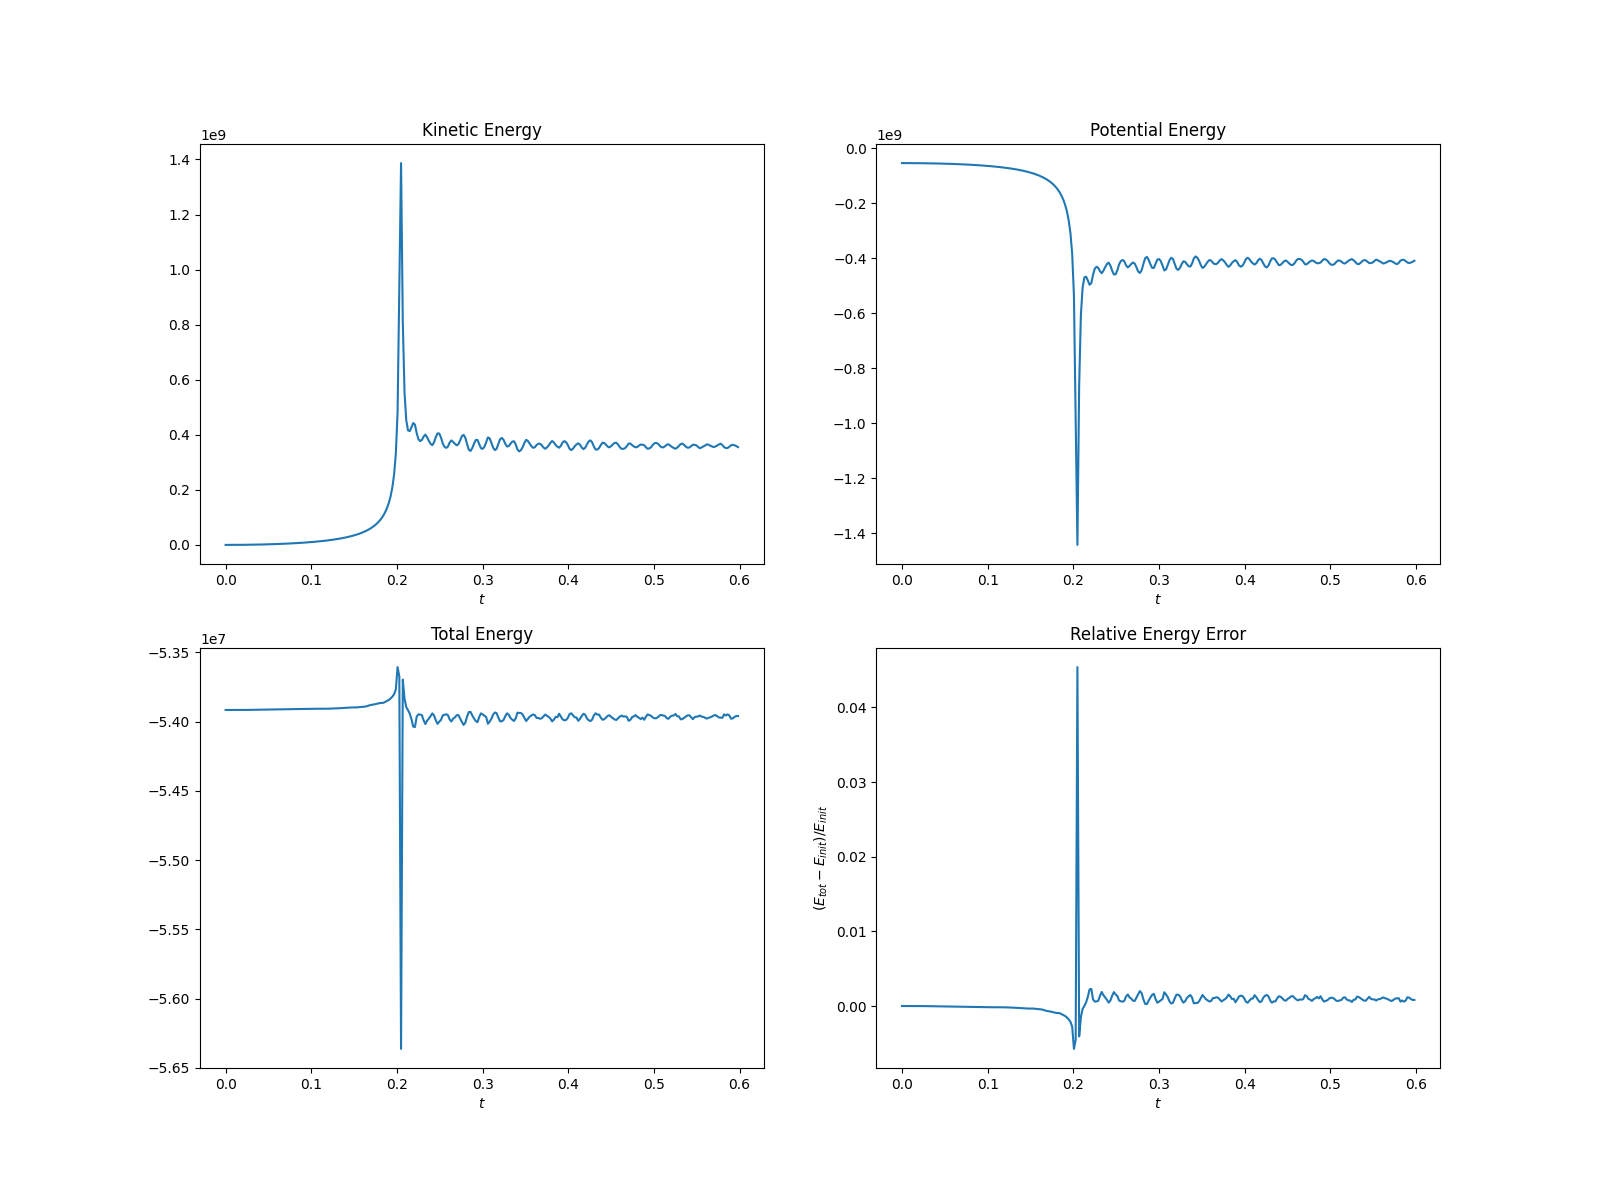 Kinetic Energy
1e9
1.4
1.2
1.0
0.8
0.6
0.4
0.2
0.0
0.0 0.1 0.2 0.3 0.4 0.5 0.6
t
Potential Energy
1e9
0.0
−0.2
−0.4
−0.6
−0.8
−1.0
−1.2
−1.4
0.0 0.1 0.2 0.3 0.4 0.5 0.6
t
Total Energy
1e7
−5.35
−5.40
−5.45
−5.50
−5.55
−5.60
−5.65
0.0 0.1 0.2 0.3 0.4 0.5 0.6
t
Relative Energy Error
(E_{tot} − E_{init})/E_{init}
0.04
0.03
0.02
0.01
0.00
0.0 0.1 0.2 0.3 0.4 0.5 0.6
t